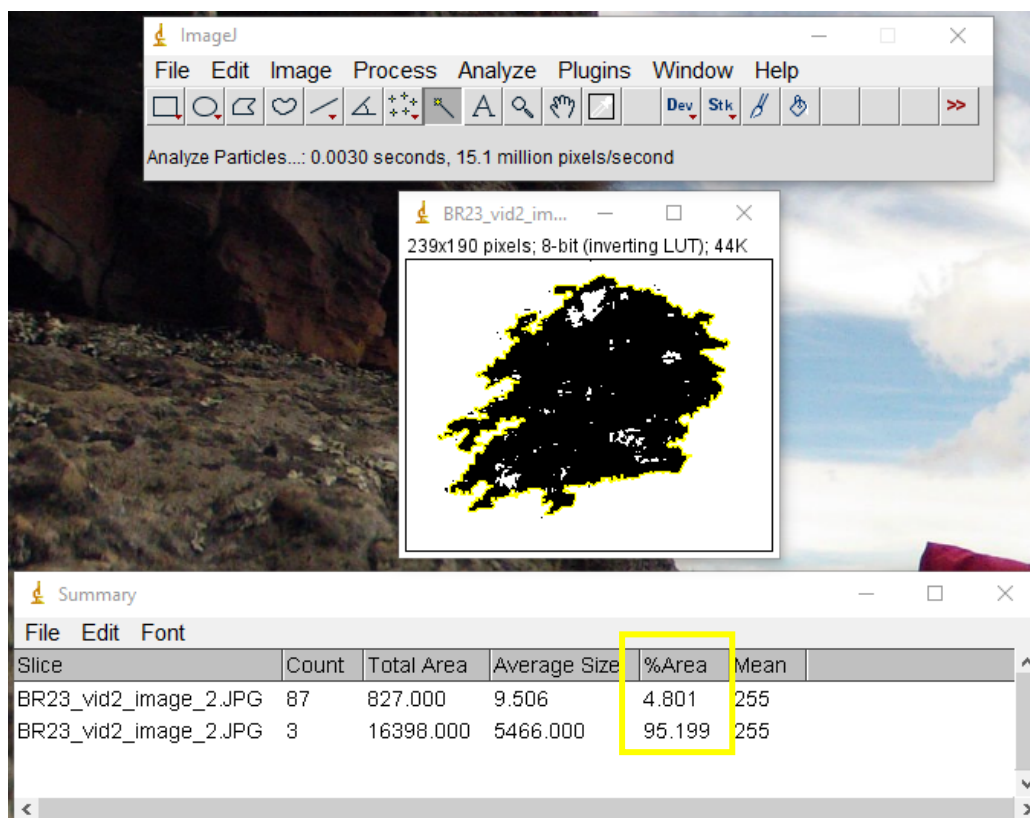 ImageJ
File Edit Image Process Analyze Plugins Window Help
A Dev Stk >>
Analyze Particles...: 0.0030 seconds, 15.1 million pixels/second
BR23_vid2_im...
239x190 pixels; 8-bit (inverting LUT); 44K
Summary
File Edit Font
Slice Count Total Area Average Size %Area Mean
BR23_vid2_image_2.JPG 87 827.000 9.506 4.801 255
BR23_vid2_image_2.JPG 3 16398.000 5466.000 95.199 255